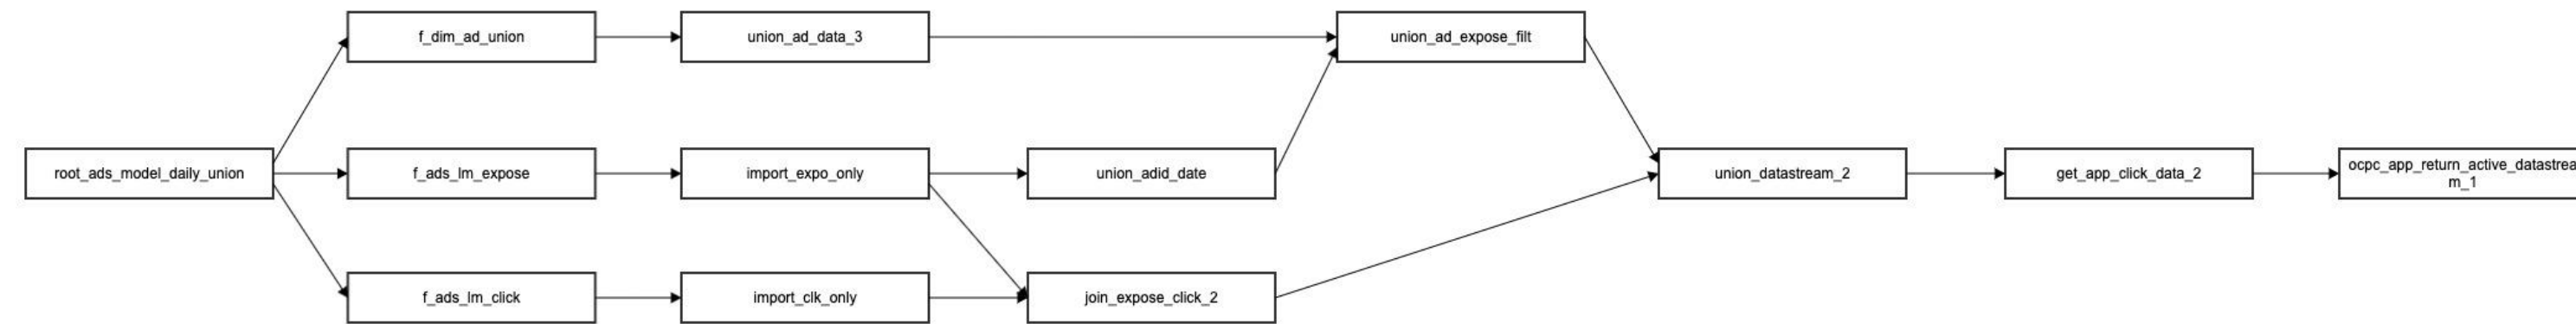 f_dim_ad_union
union_ad_data_3
union_ad_expose_filt
root_ads_model_daily_union
f_ads_lm_expose
import_expo_only
union_adid_date
union_datastream_2
get_app_click_data_2
ocpc_app_return_active_datastrea
m_1
f_ads_lm_click
import_clk_only
join_expose_click_2